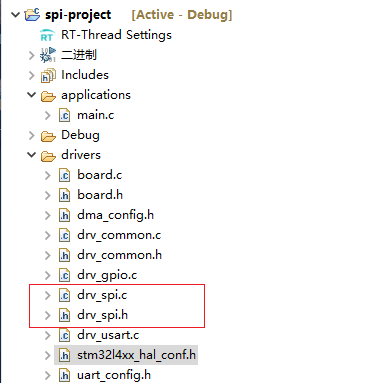 spi-project [Active - Debug]
RT-Thread Settings
二进制
Includes
applications
main.c
Debug
drivers
board.c
board.h
dma_config.h
drv_common.c
drv_common.h
drv_gpio.c
drv_spi.c
drv_spi.h
drv_usart.c
stm32l4xx_hal_conf.h
uart_config.h